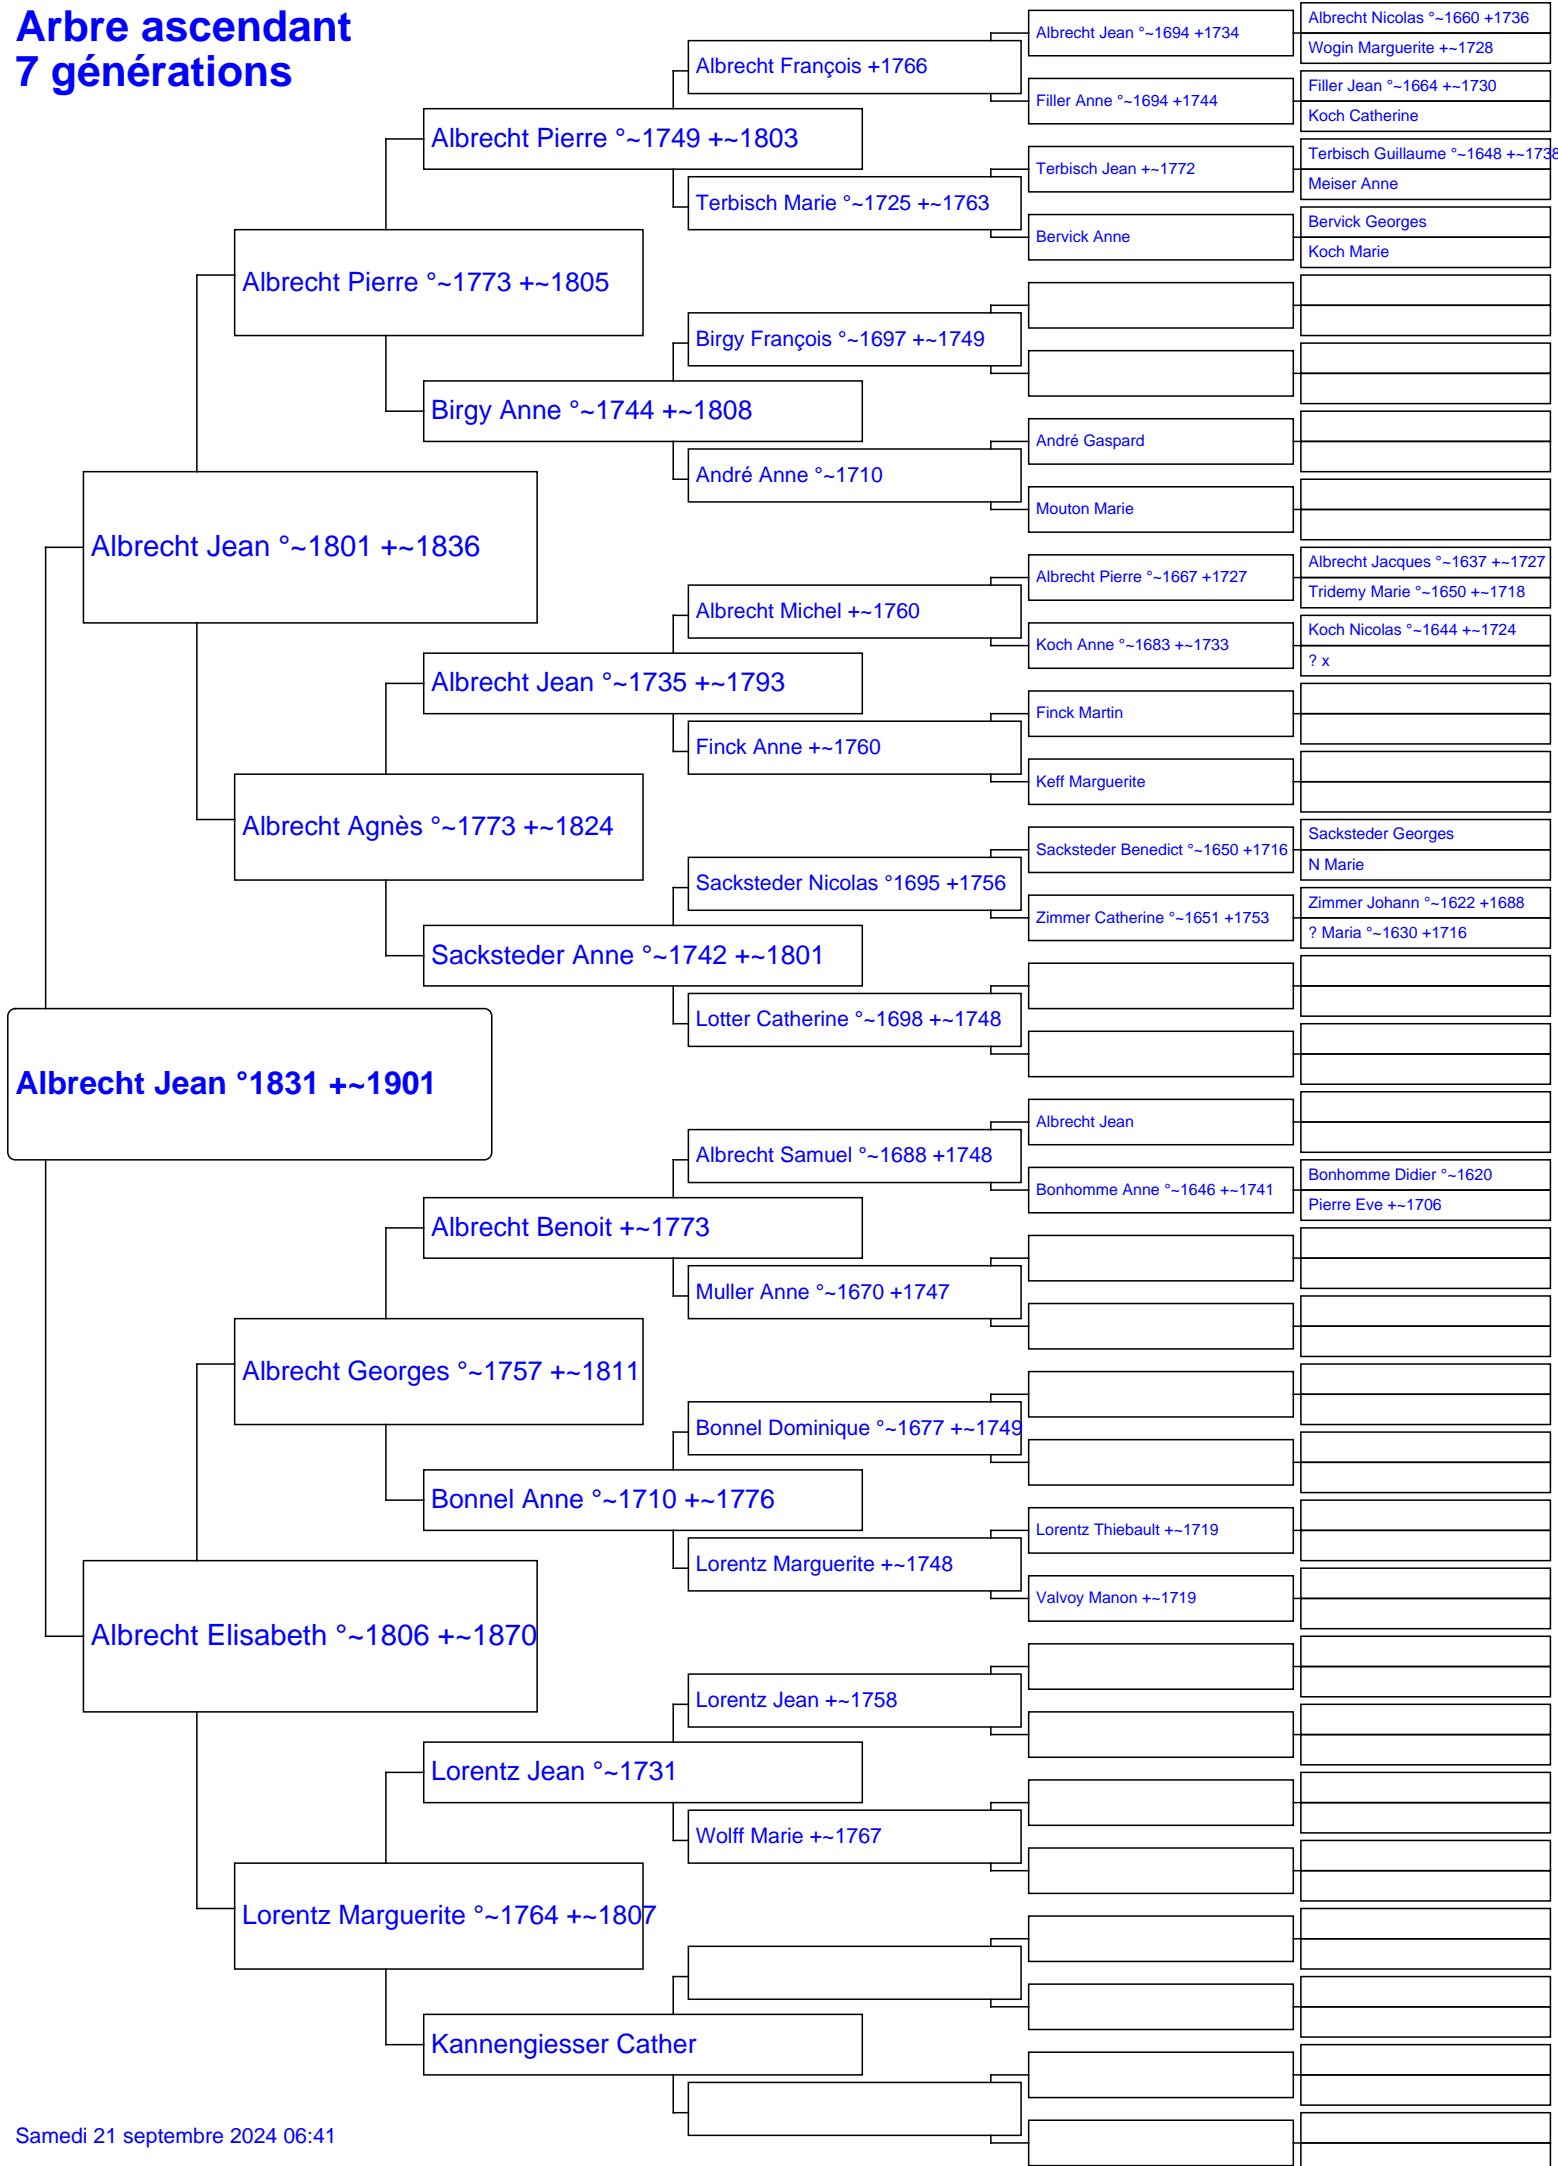 Arbre ascendant
7 générations
Albrecht Jean °~1694 +1734
Albrecht Nicolas °~1660 +1736
Wogin Marguerite +~1728
Albrecht François +1766
Filler Anne °~1694 +1744
Filler Jean °~1664 +~1730
Koch Catherine
Albrecht Pierre °~1749 +~1803
Terbisch Jean +~1772
Terbisch Guillaume °~1648 +~1738
Meiser Anne
Terbisch Marie °~1725 +~1763
Bervick Anne
Bervick Georges
Koch Marie
Albrecht Pierre °~1773 +~1805
Birgy François °~1697 +~1749
Birgy Anne °~1744 +~1808
André Gaspard
André Anne °~1710
Mouton Marie
Albrecht Jean °~1801 +~1836
Albrecht Pierre °~1667 +1727
Albrecht Jacques °~1637 +~1727
Tridemy Marie °~1650 +~1718
Albrecht Michel +~1760
Koch Anne °~1683 +~1733
Koch Nicolas °~1644 +~1724
? x
Albrecht Jean °~1735 +~1793
Finck Martin
Finck Anne +~1760
Keff Marguerite
Albrecht Agnès °~1773 +~1824
Sacksteder Benedict °~1650 +1716
Sacksteder Georges
N Marie
Sacksteder Nicolas °1695 +1756
Zimmer Catherine °~1651 +1753
Zimmer Johann °~1622 +1688
? Maria °~1630 +1716
Sacksteder Anne °~1742 +~1801
Lotter Catherine °~1698 +~1748
Albrecht Jean °1831 +~1901
Albrecht Jean
Albrecht Samuel °~1688 +1748
Bonhomme Anne °~1646 +~1741
Bonhomme Didier °~1620
Pierre Eve +~1706
Albrecht Benoit +~1773
Muller Anne °~1670 +1747
Albrecht Georges °~1757 +~1811
Bonnel Dominique °~1677 +~1749
Bonnel Anne °~1710 +~1776
Lorentz Thiebault +~1719
Lorentz Marguerite +~1748
Valvoy Manon +~1719
Albrecht Elisabeth °~1806 +~1870
Lorentz Jean +~1758
Lorentz Jean °~1731
Wolff Marie +~1767
Lorentz Marguerite °~1764 +~1807
Kannengiesser Cather
Samedi 21 septembre 2024 06:41